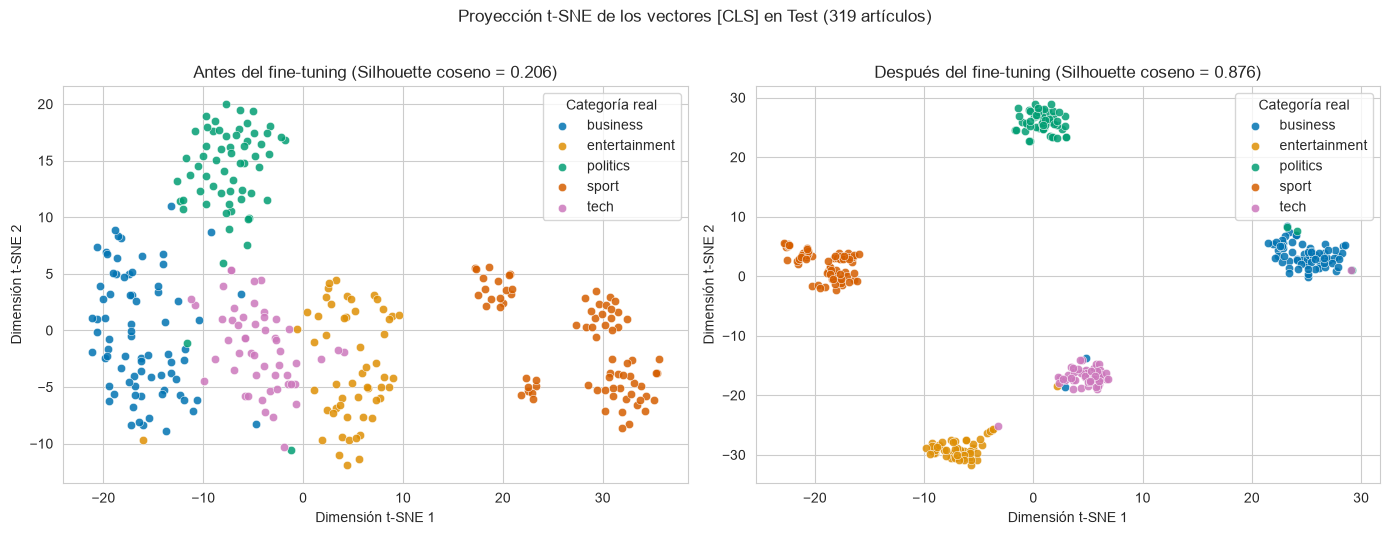 Proyección t-SNE de los vectores [CLS] en Test (319 artículos)
Antes del fine-tuning (Silhouette coseno = 0.206)
Categoría real
business
entertainment
politics
sport
tech
20
15
10
5
0
−5
−10
Dimensión t-SNE 2
−20
−10
0
10
20
30
Dimensión t-SNE 1
Después del fine-tuning (Silhouette coseno = 0.876)
Categoría real
business
entertainment
politics
sport
tech
30
20
10
0
−10
−20
−30
Dimensión t-SNE 2
−20
−10
0
10
20
30
Dimensión t-SNE 1